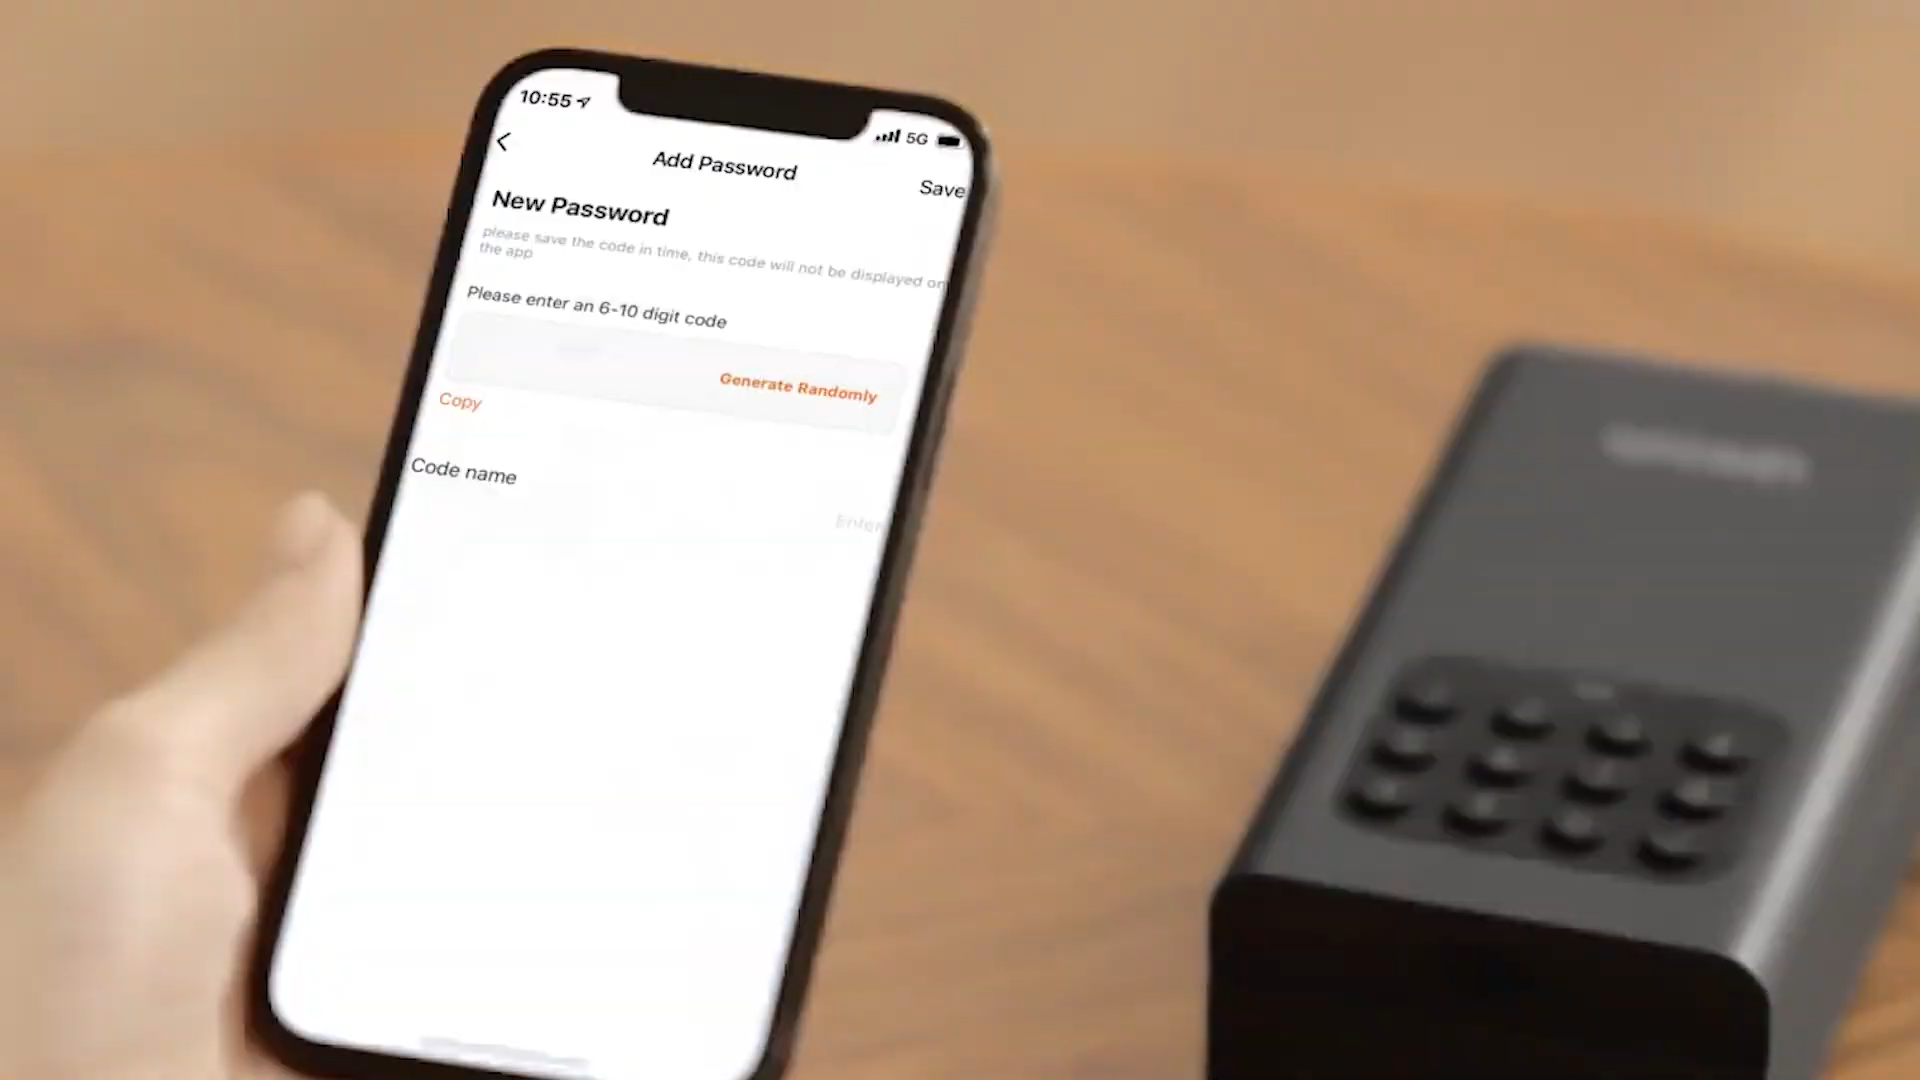 10:55
5G
Add Password
Save
New Password
please save the code in time, this code will not be displayed on
the app
Please enter an 6-10 digit code
Generate Randomly
Copy
Code name
Enter